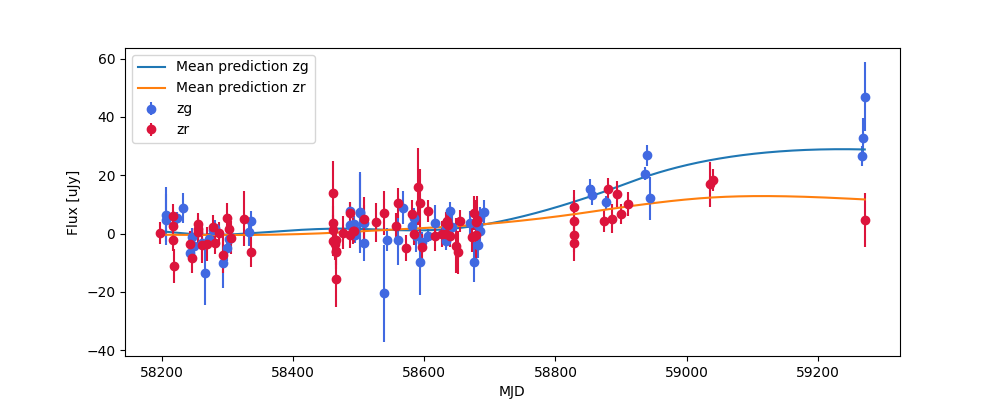 60
40
20
0
−20
−40
Flux [uJy]
Mean prediction zg
Mean prediction zr
zg
zr
58200 58400 58600 58800 59000 59200
MJD